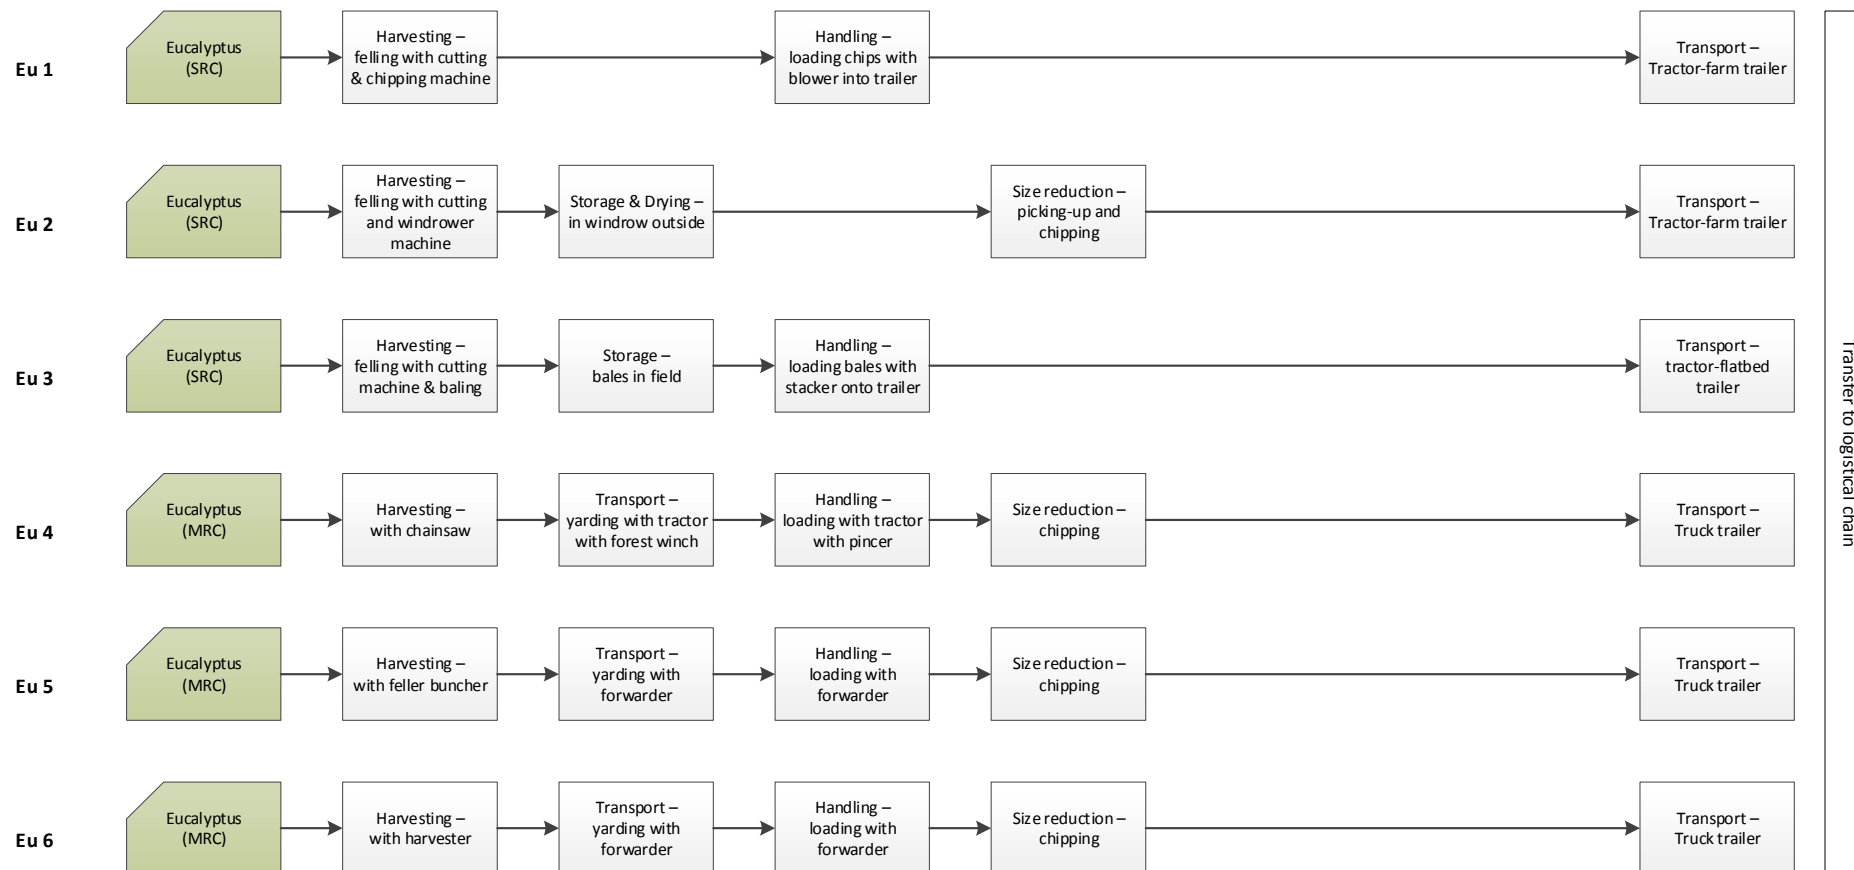 Eu 1
Eucalyptus
(SRC)
Harvesting –
felling with cutting
& chipping machine
Handling –
loading chips with
blower into trailer
Transport –
Tractor-farm trailer
Eu 2
Eucalyptus
(SRC)
Harvesting –
felling with cutting
and windrower
machine
Storage & Drying –
in windrow outside
Size reduction –
picking-up and
chipping
Transport –
Tractor-farm trailer
Eu 3
Eucalyptus
(SRC)
Harvesting –
felling with cutting
machine & baling
Storage –
bales in field
Handling –
loading bales with
stacker onto trailer
Transport –
tractor-flatbed
trailer
Eu 4
Eucalyptus
(MRC)
Harvesting –
with chainsaw
Transport –
yarding with tractor
with forest winch
Handling –
loading with tractor
with pincer
Size reduction –
chipping
Transport –
Truck trailer
Eu 5
Eucalyptus
(MRC)
Harvesting –
with feller buncher
Transport –
yarding with
forwarder
Handling –
loading with
forwarder
Size reduction –
chipping
Transport –
Truck trailer
Eu 6
Eucalyptus
(MRC)
Harvesting –
with harvester
Transport –
yarding with
forwarder
Handling –
loading with
forwarder
Size reduction –
chipping
Transport –
Truck trailer
Transfer to logistical chain